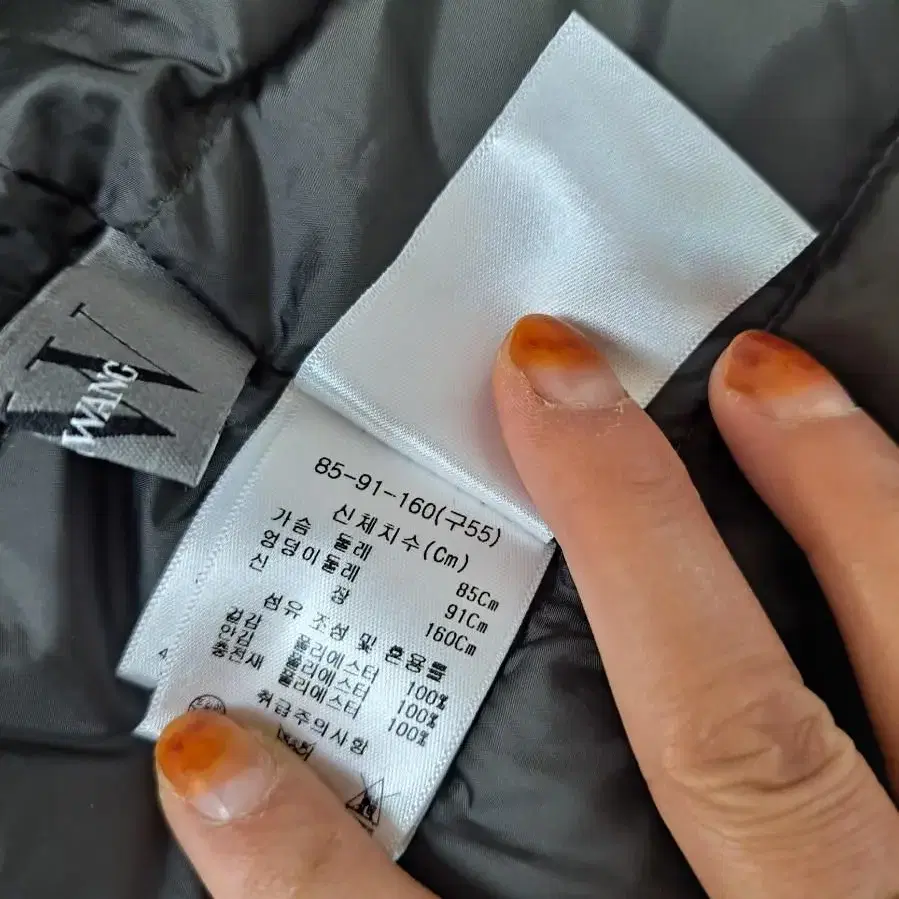 W
WANG
85-91-160(구55)
신체치수(Cm)
가슴 둘레 85Cm
엉덩이둘레 91Cm
신 장 160Cm
섬유 조성 및 혼용률
겉감 폴리에스터 100%
안감 폴리에스터 100%
충전재 폴리에스터 100%
취급주의사항
4